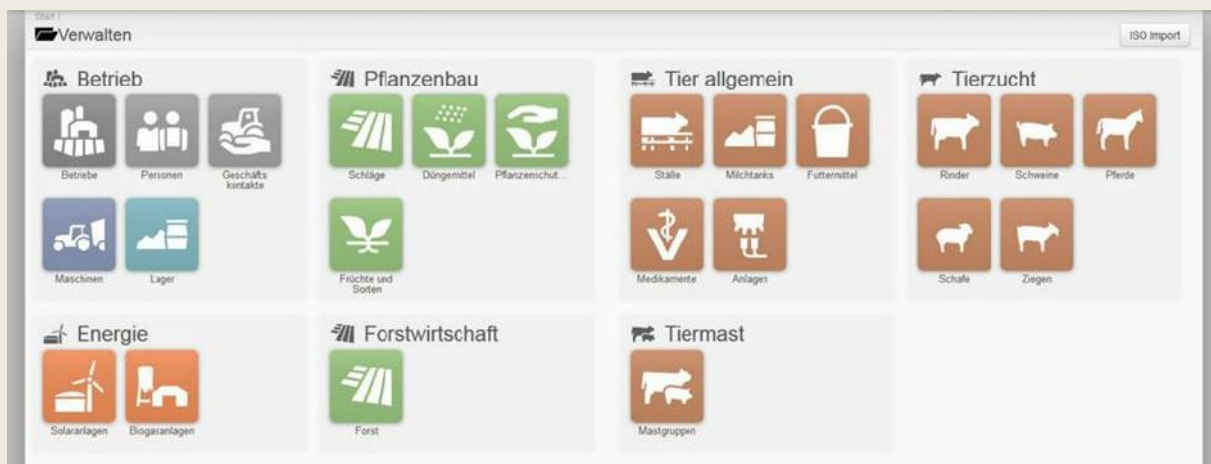 Start /
Verwalten
ISO Import
Betrieb
Betriebe
Personen
Geschäfts
kontakte
Maschinen
Lager
Pflanzenbau
Schläge
Düngemittel
Pflanzenschut...
Früchte und
Sorten
Tier allgemein
Ställe
Milchtanks
Futtermittel
Medikamente
Anlagen
Tierzucht
Rinder
Schweine
Pferde
Schafe
Ziegen
Energie
Solaranlagen
Biogasanlagen
Forstwirtschaft
Forst
Tiermast
Mastgruppen